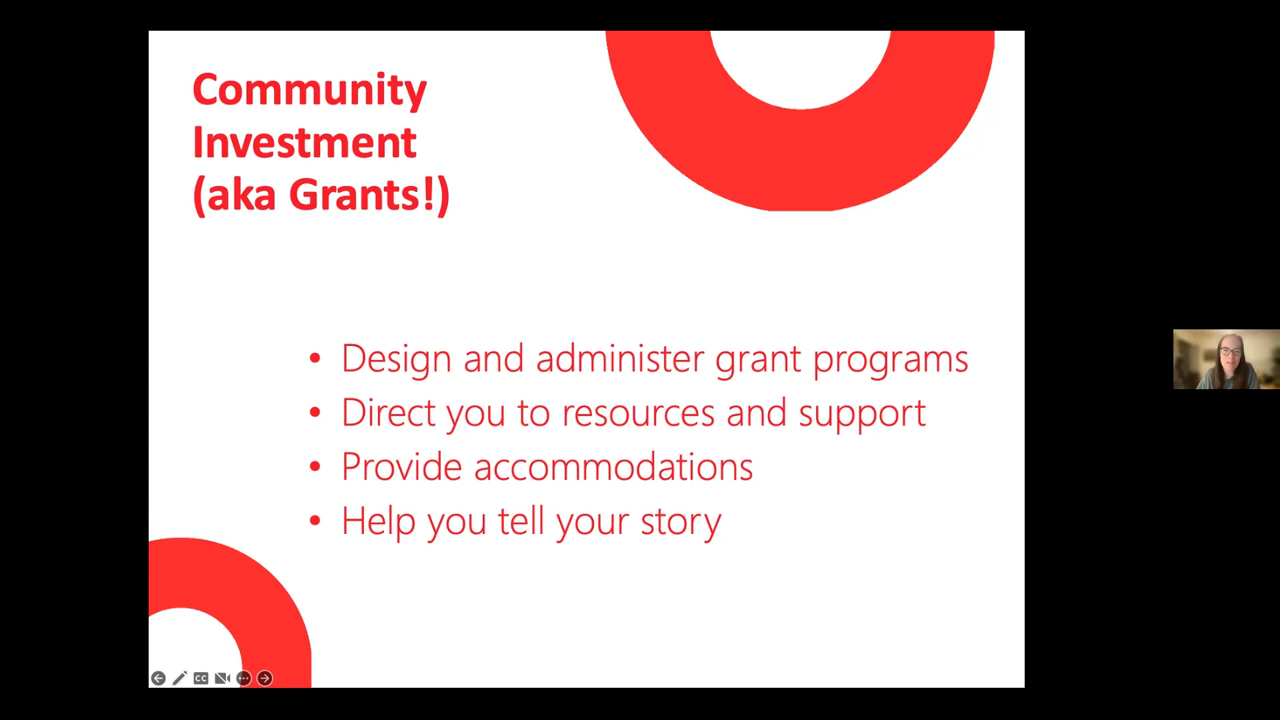 Community
Investment
(aka Grants!)
• Design and administer grant programs
• Direct you to resources and support
• Provide accommodations
• Help you tell your story
CC